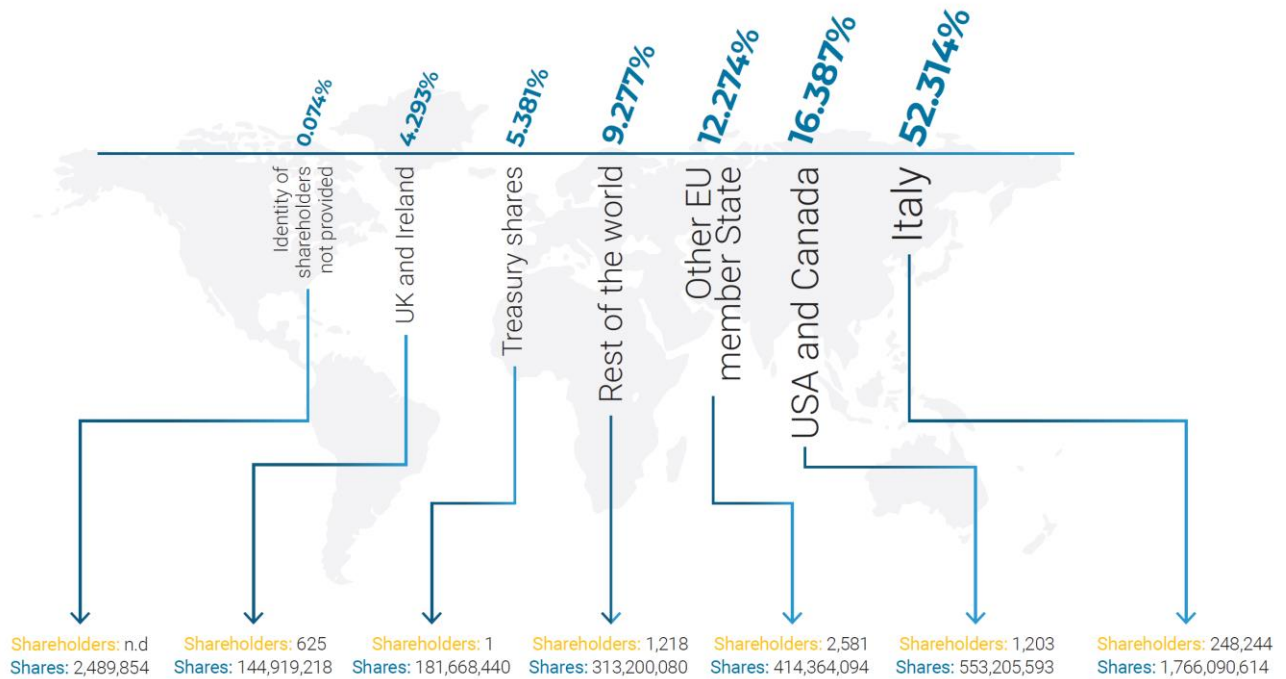 0.074%
4.293%
5.381%
9.277%
12.274%
16.387%
52.314%
Identity of
shareholders
not provided
UK and Ireland
Treasury shares
Rest of the world
Other EU
member State
USA and Canada
Italy
Shareholders: n.d
Shares: 2,489,854
Shareholders: 625
Shares: 144,919,218
Shareholders: 1
Shares: 181,668,440
Shareholders: 1,218
Shares: 313,200,080
Shareholders: 2,581
Shares: 414,364,094
Shareholders: 1,203
Shares: 553,205,593
Shareholders: 248,244
Shares: 1,766,090,614